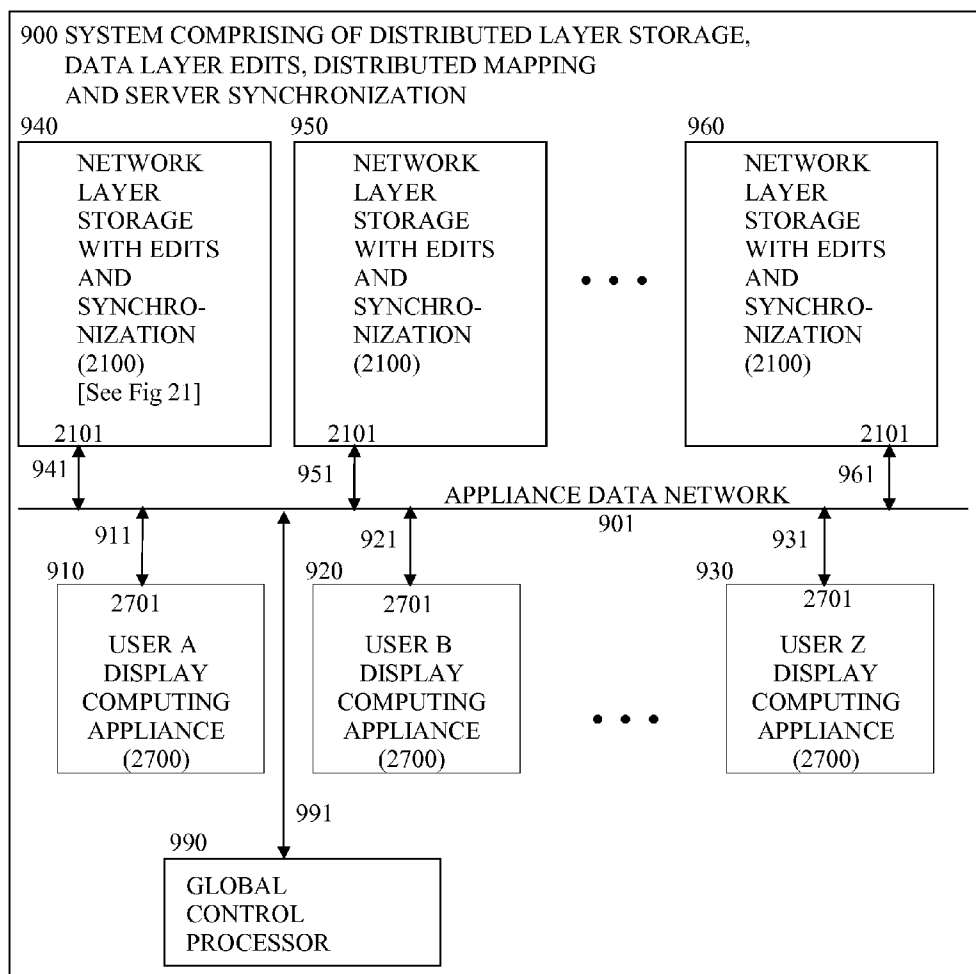 900 SYSTEM COMPRISING OF DISTRIBUTED LAYER STORAGE,
DATA LAYER EDITS, DISTRIBUTED MAPPING
AND SERVER SYNCHRONIZATION
940
NETWORK
LAYER
STORAGE
WITH EDITS
AND
SYNCHRO-
NIZATION
(2100)
[See Fig 21]
2101
950
NETWORK
LAYER
STORAGE
WITH EDITS
AND
SYNCHRO-
NIZATION
(2100)
2101
960
NETWORK
LAYER
STORAGE
WITH EDITS
AND
SYNCHRO-
NIZATION
(2100)
2101
941
951
961
APPLIANCE DATA NETWORK
901
911
921
931
910
2701
USER A
DISPLAY
COMPUTING
APPLIANCE
(2700)
920
2701
USER B
DISPLAY
COMPUTING
APPLIANCE
(2700)
930
2701
USER Z
DISPLAY
COMPUTING
APPLIANCE
(2700)
991
990
GLOBAL
CONTROL
PROCESSOR